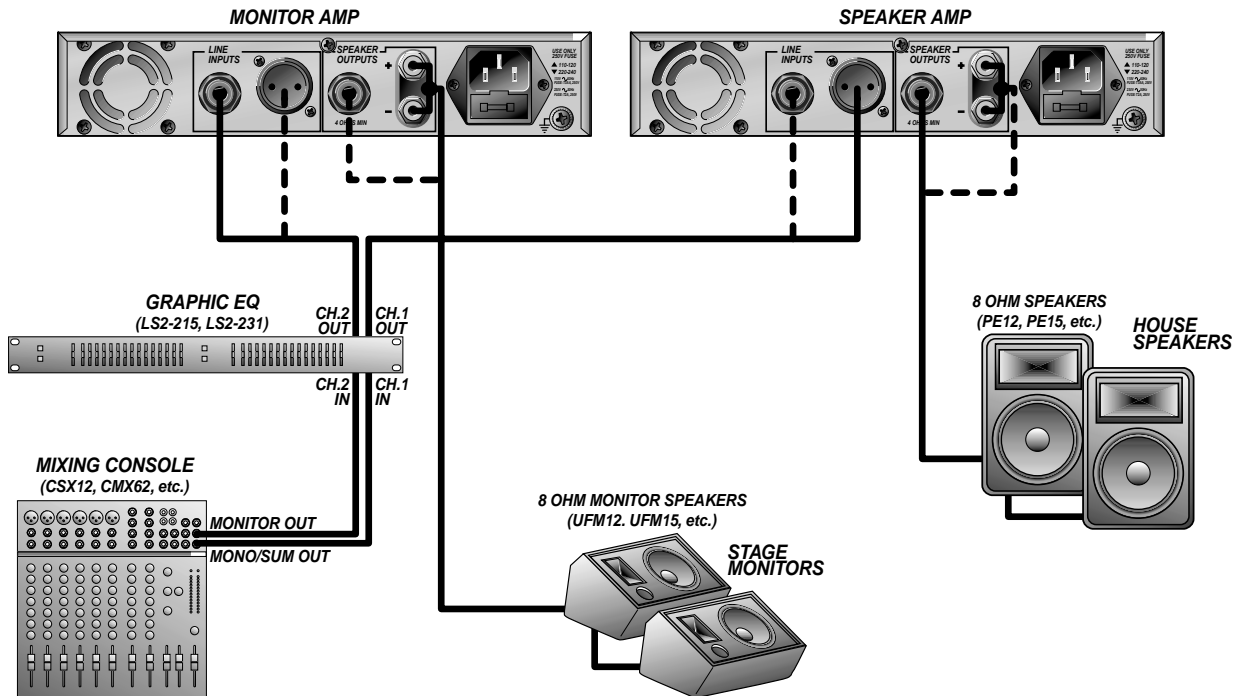 MONITOR AMP
LINE
INPUTS
SPEAKER
OUTPUTS
+
−
4 OHMS MIN
USE ONLY
250V FUSE
▲ 110-120
▼ 220-240
SPEAKER AMP
LINE
INPUTS
SPEAKER
OUTPUTS
+
−
4 OHMS MIN
USE ONLY
250V FUSE
▲ 110-120
▼ 220-240
GRAPHIC EQ
(LS2-215, LS2-231)
CH.2
OUT
CH.1
OUT
CH.2
IN
CH.1
IN
8 OHM SPEAKERS
(PE12, PE15, etc.)
HOUSE
SPEAKERS
MIXING CONSOLE
(CSX12, CMX62, etc.)
MONITOR OUT
MONO/SUM OUT
8 OHM MONITOR SPEAKERS
(UFM12. UFM15, etc.)
STAGE
MONITORS